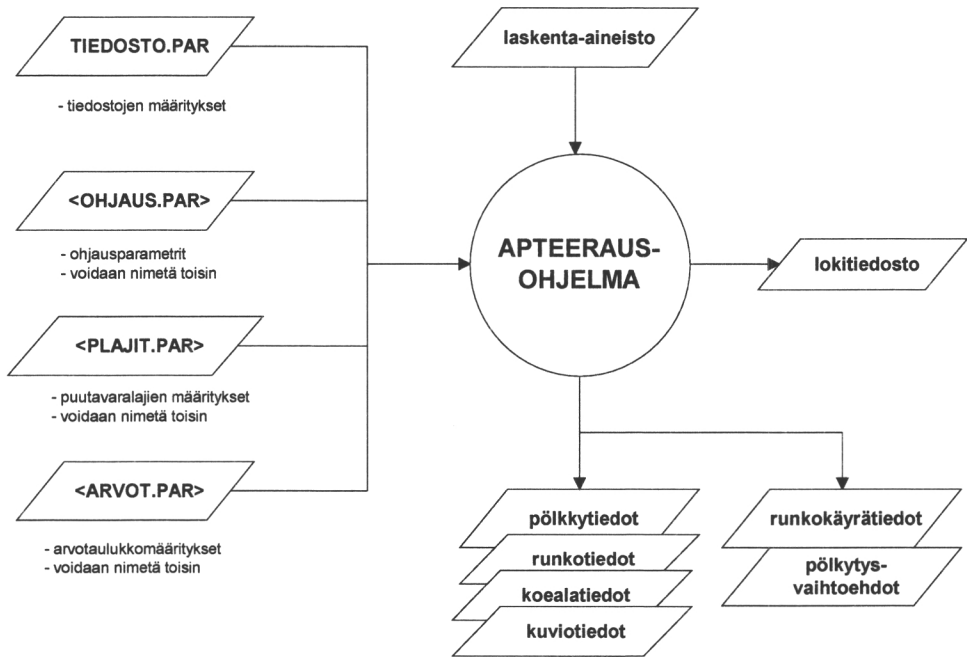 TIEDOSTO.PAR
- tiedostojen määritykset
<OHJAUS.PAR>
- ohjausparametrit
- voidaan nimetä toisin
<PLAJIT.PAR>
- puutavaralajien määritykset
- voidaan nimetä toisin
<ARVOT.PAR>
- arvotaulukkomääritykset
- voidaan nimetä toisin
laskenta-aineisto
APTEERAUS-
OHJELMA
lokitiedosto
pölkkytiedot
runkotiedot
koealatiedot
kuviotiedot
runkokäyrätiedot
pölkytys-
vaihtoehdot